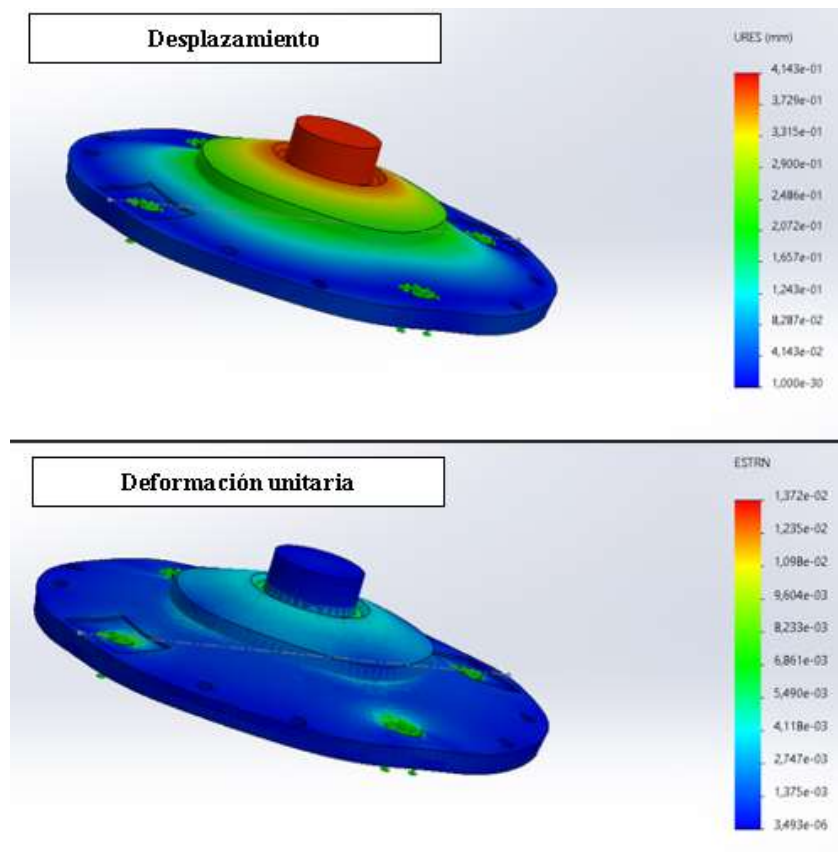 Desplazamiento
URES (mm)
4,143e-01
3,729e-01
3,315e-01
2,900e-01
2,486e-01
2,072e-01
1,657e-01
1,243e-01
8,287e-02
4,143e-02
1,000e-30
Deformación unitaria
ESTRN
1,372e-02
1,235e-02
1,098e-02
9,604e-03
8,233e-03
6,861e-03
5,490e-03
4,118e-03
2,747e-03
1,375e-03
3,493e-06